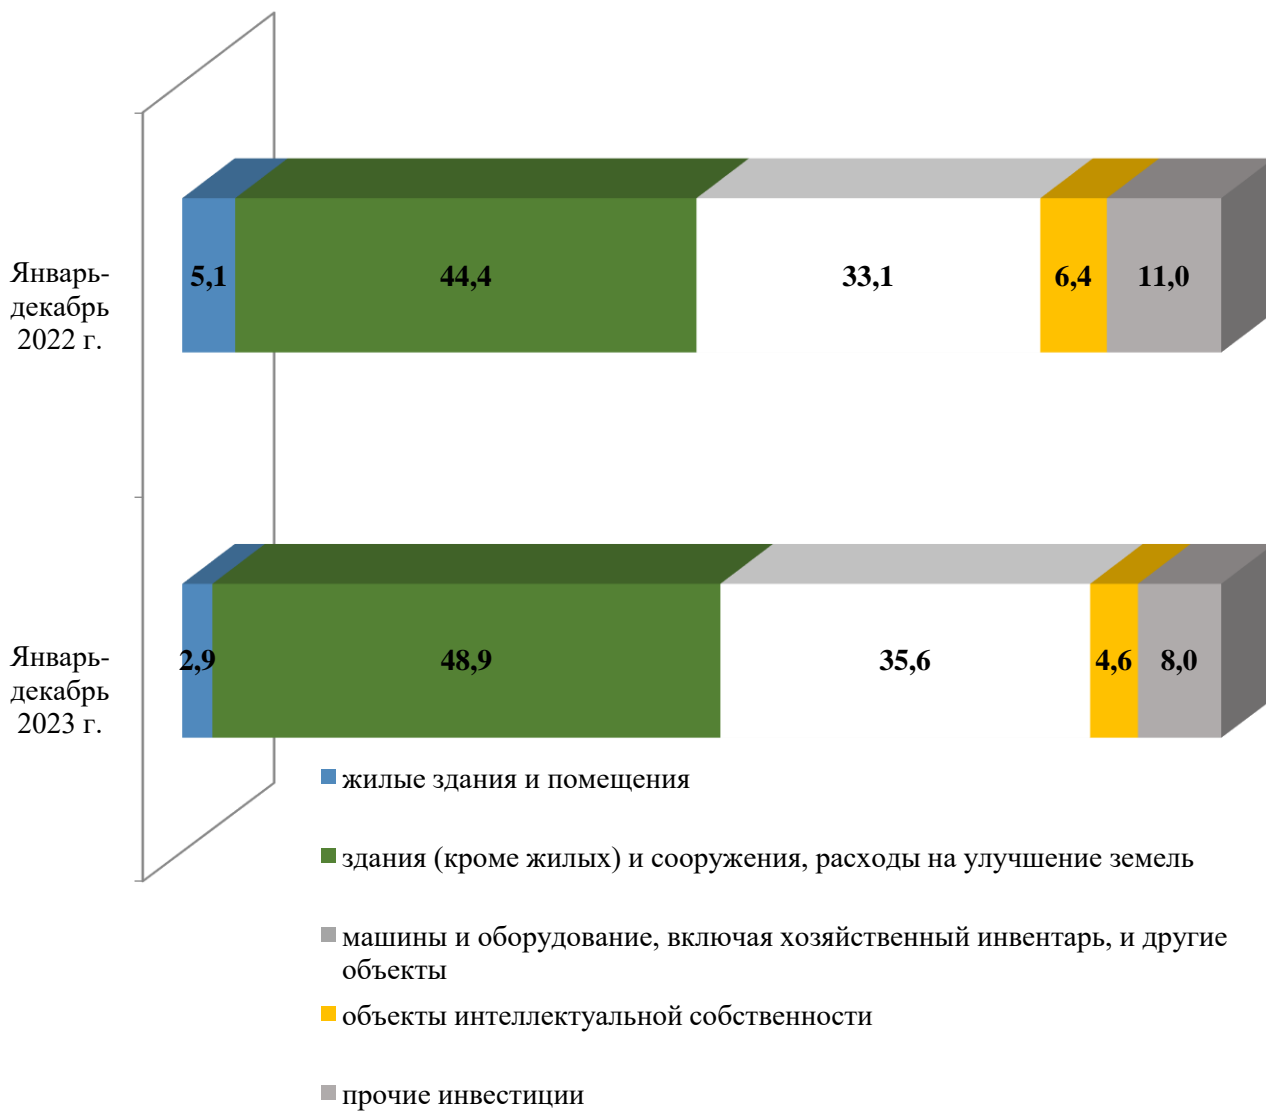 Январь-
декабрь
2022 г.
5,1
44,4
33,1
6,4
11,0
Январь-
декабрь
2023 г.
2,9
48,9
35,6
4,6
8,0
жилые здания и помещения
здания (кроме жилых) и сооружения, расходы на улучшение земель
машины и оборудование, включая хозяйственный инвентарь, и другие
объекты
объекты интеллектуальной собственности
прочие инвестиции